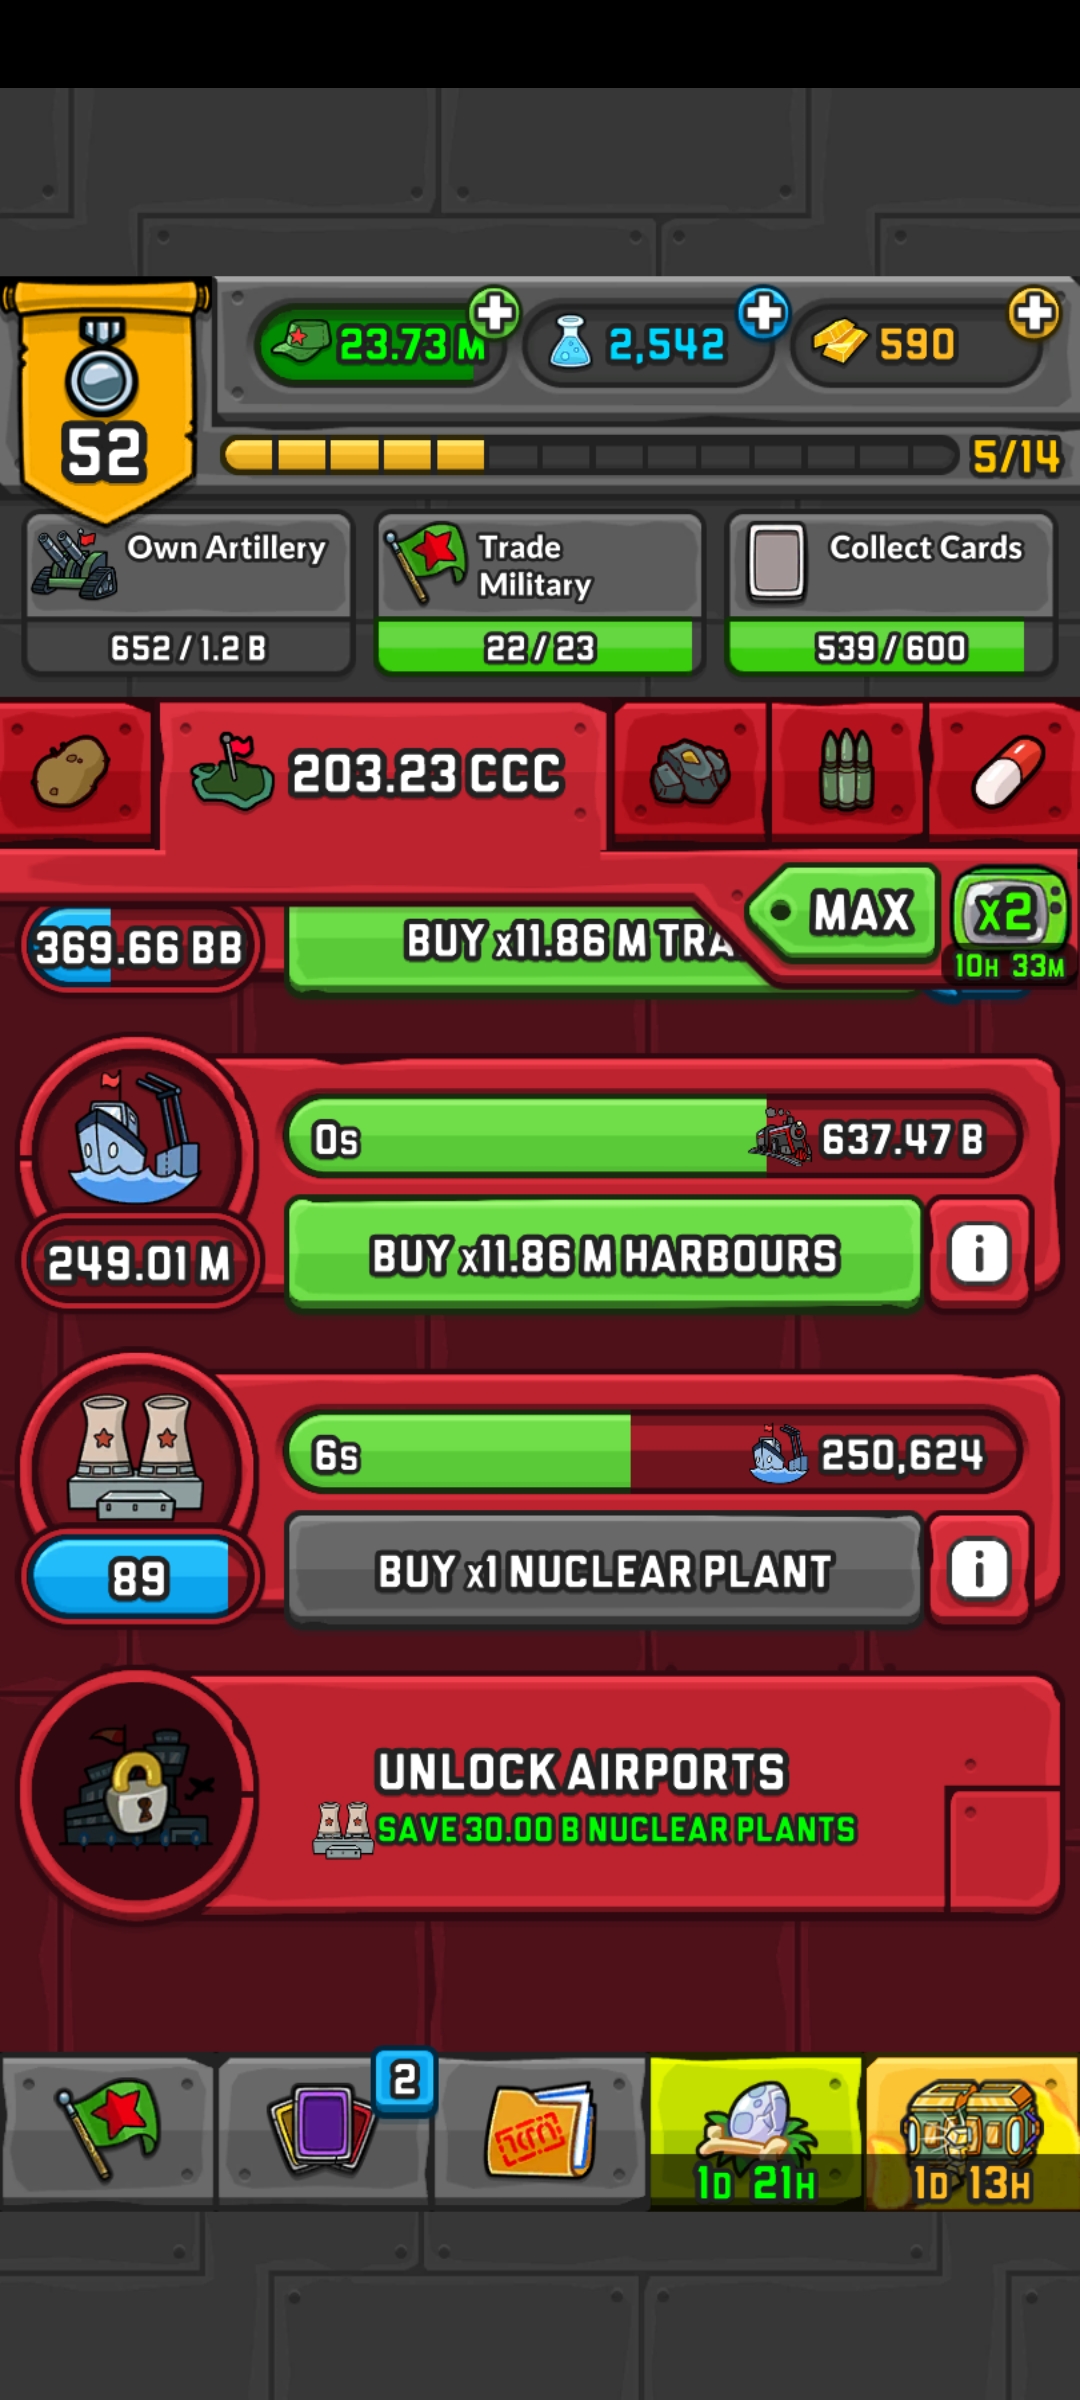 23.73 M
2,542
590
52
5/14
Own Artillery
652 / 1.2 B
Trade
Military
22 / 23
Collect Cards
539 / 600
203.23 CCC
MAX
x2
10H 33M
369.66 BB
BUY x11.86 M TRA
0s
637.47 B
249.01 M
BUY x11.86 M HARBOURS
i
6s
250,624
89
BUY x1 NUCLEAR PLANT
i
UNLOCK AIRPORTS
SAVE 30.00 B NUCLEAR PLANTS
2
1D 21H
1D 13H